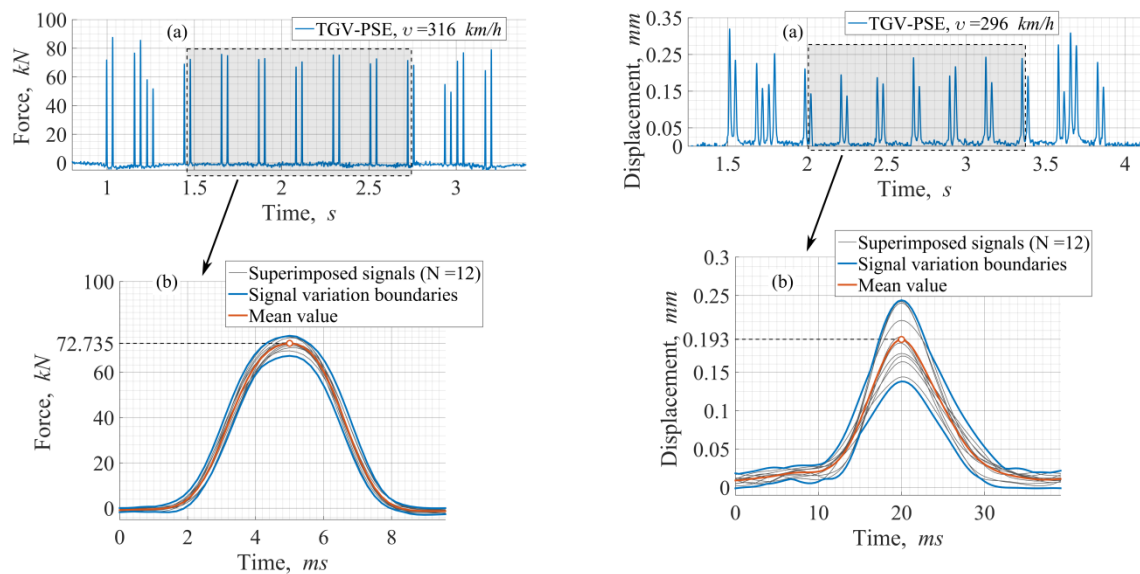 (a)
TGV-PSE, υ =316 km/h
Force, kN
100
80
60
40
20
0
1
1.5
2
2.5
3
Time, s
(b)
Superimposed signals (N =12)
Signal variation boundaries
Mean value
Force, kN
100
72.735
60
40
20
0
0
2
4
6
8
Time, ms
(a)
TGV-PSE, υ =296 km/h
Displacement, mm
0.35
0.25
0.15
0.05
0
1.5
2
2.5
3
3.5
4
Time, s
(b)
Superimposed signals (N =12)
Signal variation boundaries
Mean value
Displacement, mm
0.3
0.25
0.193
0.15
0.1
0.05
0
0
10
20
30
Time, ms